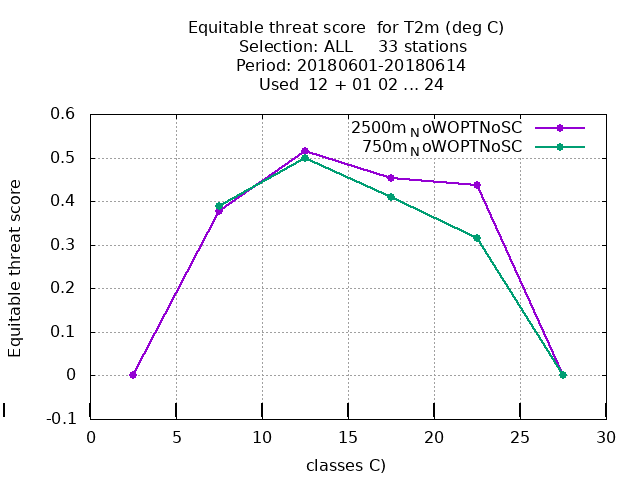 Equitable threat score  for T2m (deg C)
Selection: ALL     33 stations
Period: 20180601-20180614
Used  12 + 01 02 ... 24
2500mNoWOPTNoSC
750mNoWOPTNoSC
Equitable threat score
0.6
0.5
0.4
0.3
0.2
0.1
0
-0.1
0 5 10 15 20 25 30
classes C)